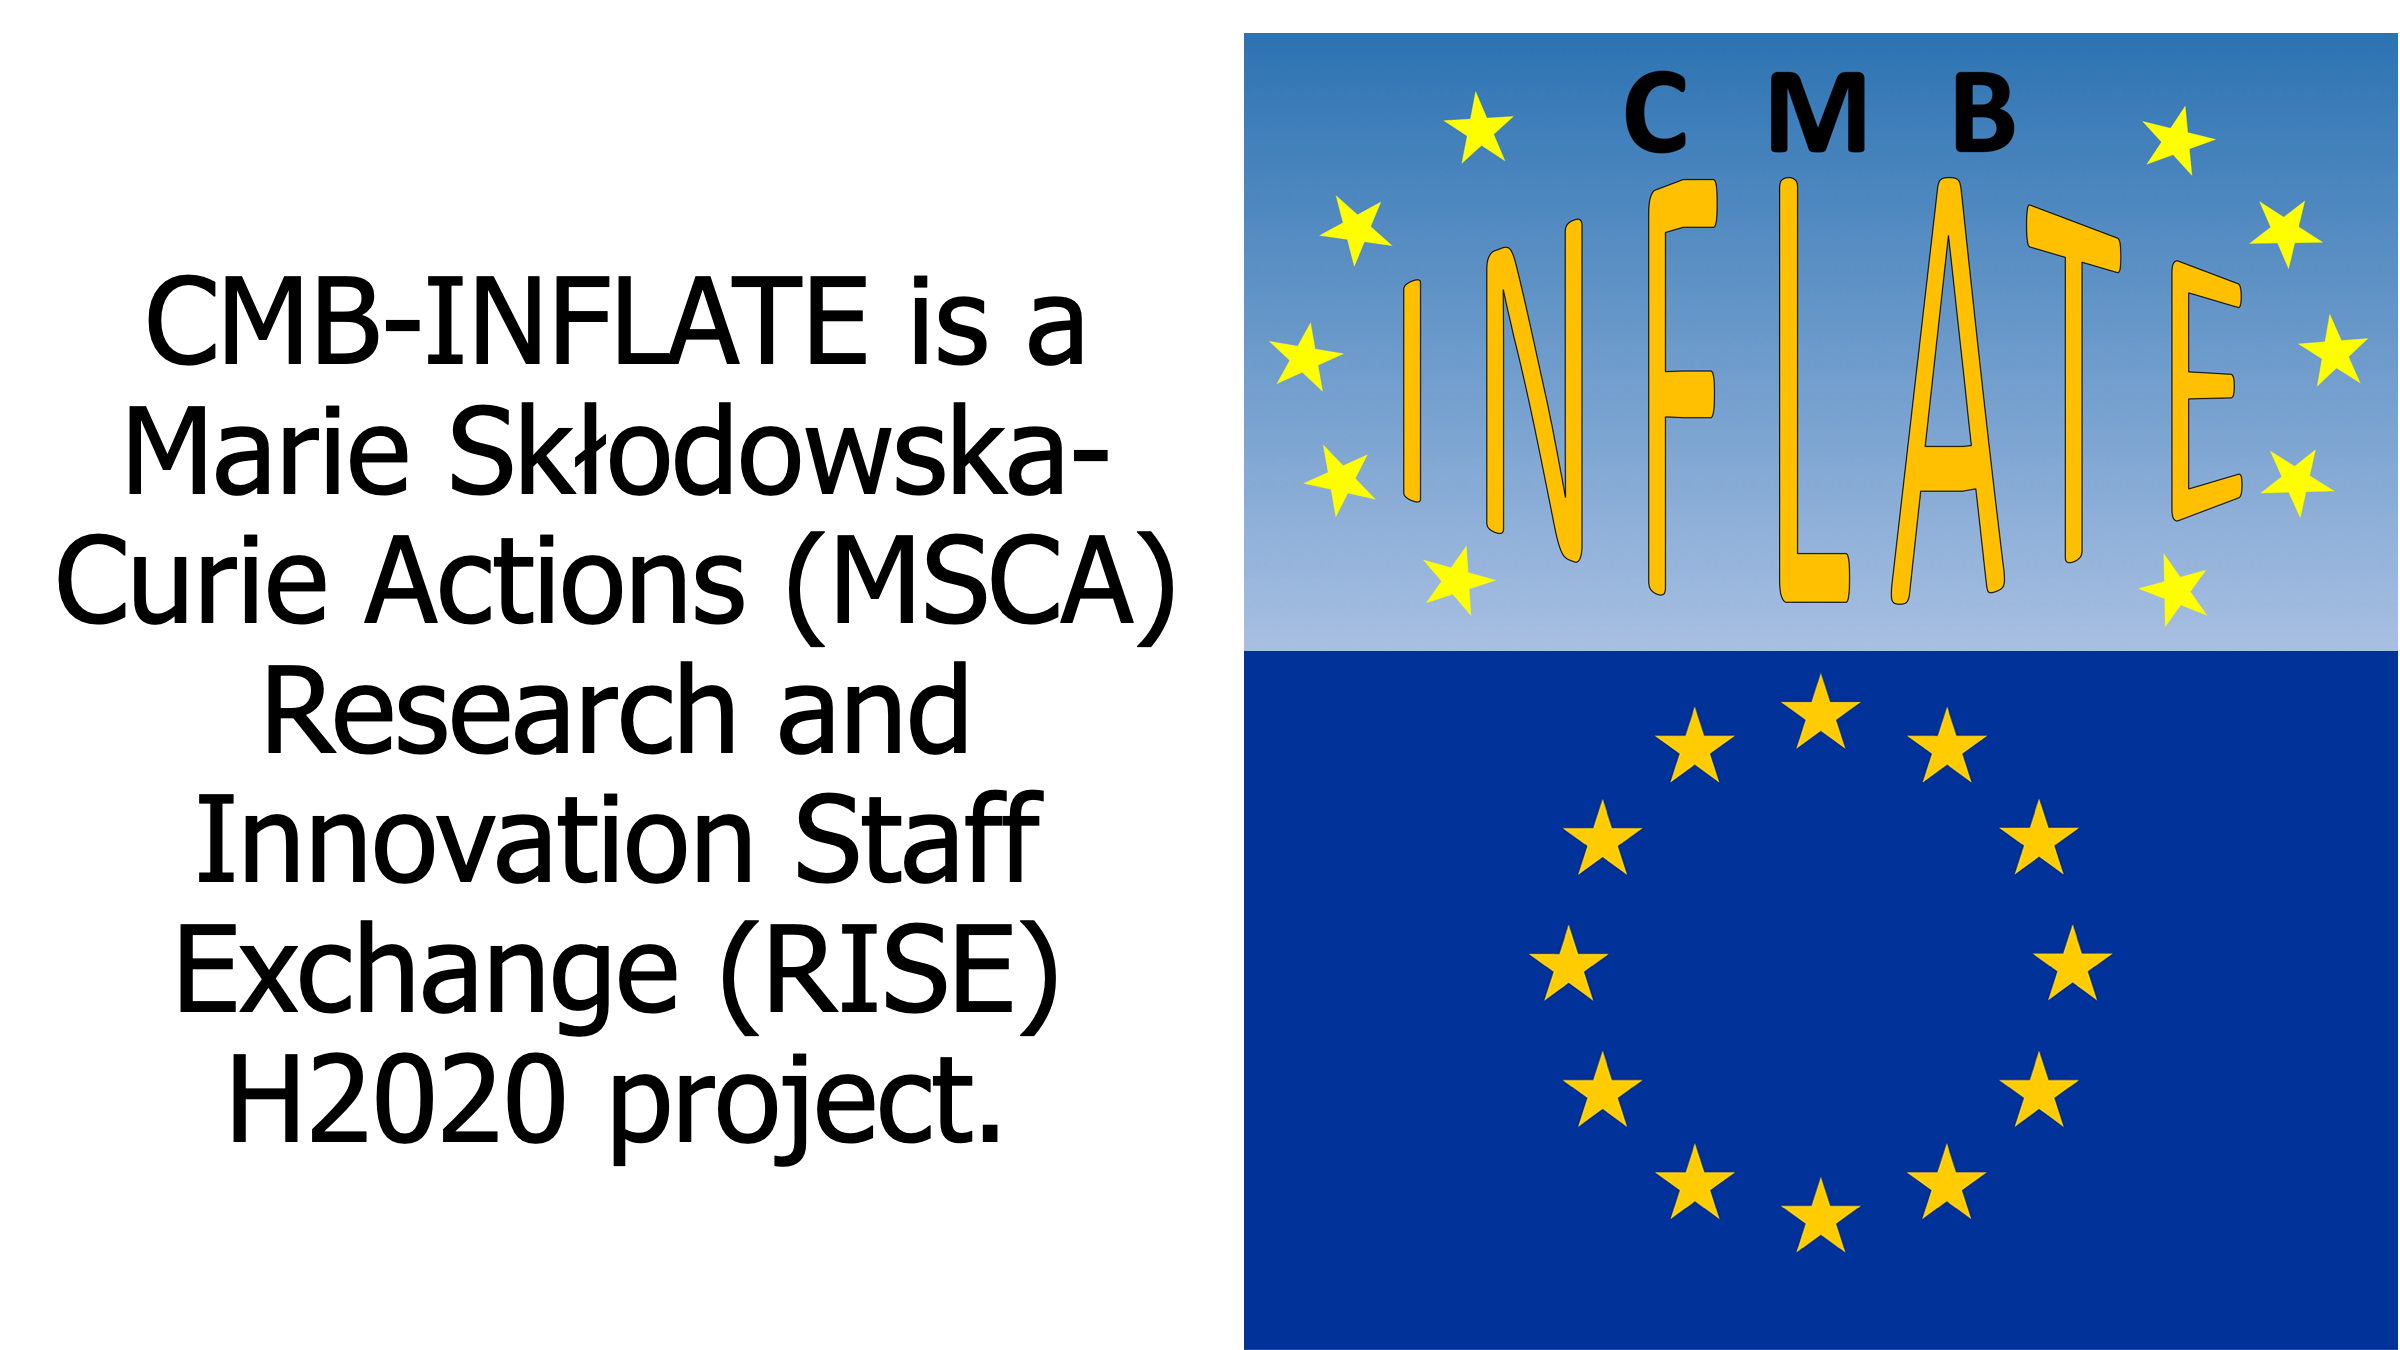 CMB-INFLATE is a
Marie Skłodowska-
Curie Actions (MSCA)
Research and
Innovation Staff
Exchange (RISE)
H2020 project.
C M B
INFLATE